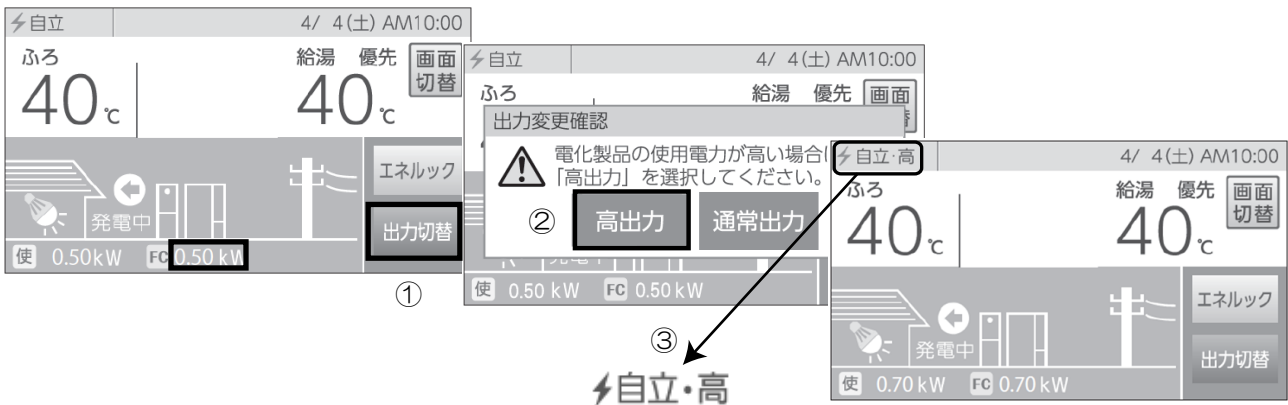 自立 4/ 4(土) AM10:00
ふろ 給湯 優先 画面切替
40℃ 40℃
エネルック
発電中
出力切替
使 0.50kW FC 0.50 kW
①
自立 4/ 4(土) AM10:00
ふろ 給湯 優先 画面
出力変更確認
電化製品の使用電力が高い場合
「高出力」を選択してください。
② 高出力 通常出力
使 0.50 kW FC 0.50 kW
③
自立・高
自立・高 4/ 4(土) AM10:00
ふろ 給湯 優先 画面切替
40℃ 40℃
エネルック
発電中
出力切替
使 0.70 kW FC 0.70 kW